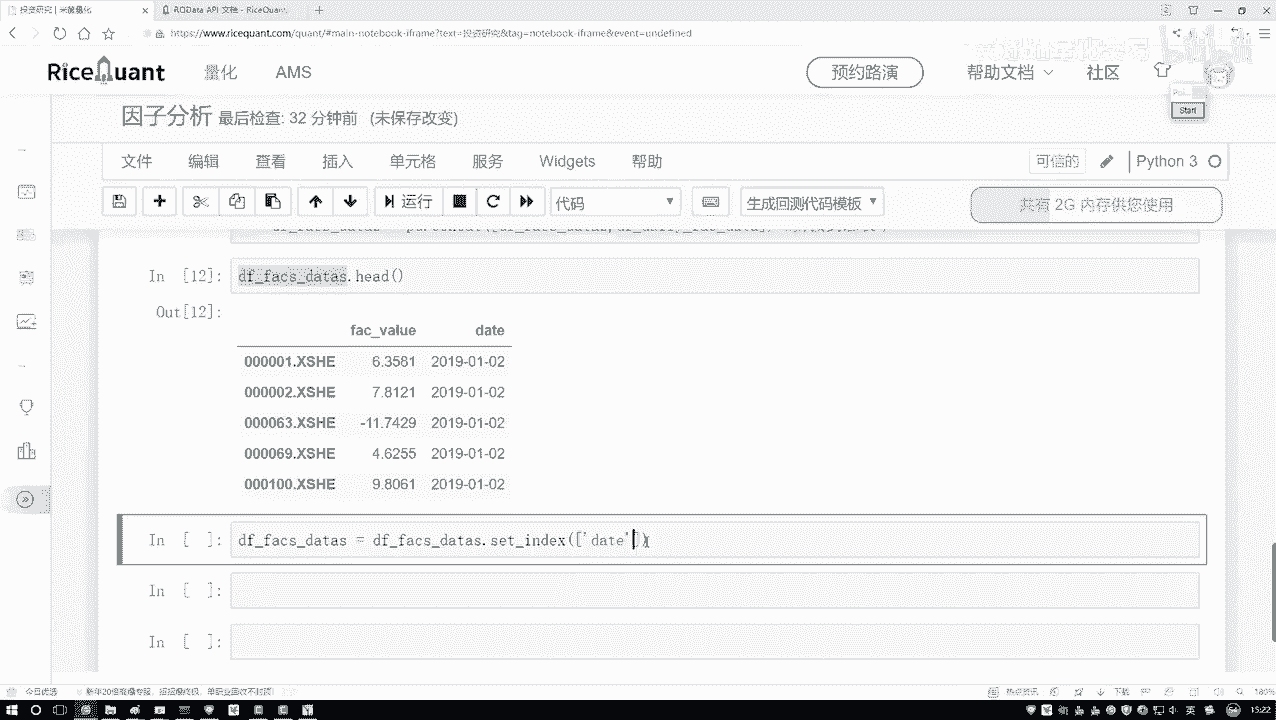 投资研究 | 米筐量化
RQData API 文档 - RiceQuant
https://www.ricequant.com/quant/#main-notebook-iframe?text=投资研究&tag=notebook-iframe&event=undefined
RiceQuant 量化 AMS 预约路演 帮助文档 社区
Start
因子分析 最后检查: 32 分钟前 (未保存改变)
文件 编辑 查看 插入 单元格 服务 Widgets 帮助 可信的 Python 3
运行 代码 生成回测代码模板 共有 2G 内存供您使用
In [12]: df_facs_datas.head()
Out[12]:
fac_value date
000001.XSHE 6.3581 2019-01-02
000002.XSHE 7.8121 2019-01-02
000063.XSHE -11.7429 2019-01-02
000069.XSHE 4.6255 2019-01-02
000100.XSHE 9.8061 2019-01-02
In [ ]: df_facs_datas = df_facs_datas.set_index(['date'])
In [ ]:
In [ ]:
今日优选
15:22